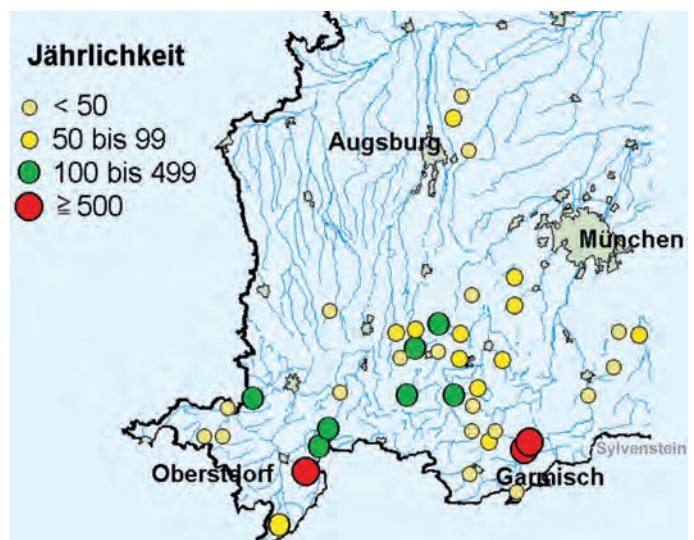 Jährlichkeit
< 50
50 bis 99
100 bis 499
≧ 500
Augsburg
München
Oberstdorf
Garmisch
Sylvenstein